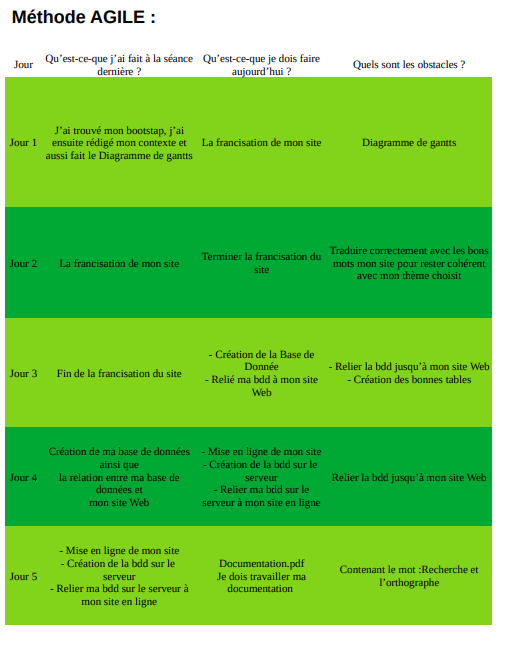 Méthode AGILE :
Jour
Qu’est-ce-que j’ai fait à la séance
dernière ?
Qu’est-ce-que je dois faire
aujourd’hui ?
Quels sont les obstacles ?
Jour 1
J’ai trouvé mon bootstap, j’ai
ensuite rédigé mon contexte et
aussi fait le Diagramme de gantts
La francisation de mon site
Diagramme de gantts
Jour 2
La francisation de mon site
Terminer la francisation du
site
Traduire correctement avec les bons
mots mon site pour rester cohérent
avec mon thème choisit
Jour 3
Fin de la francisation du site
- Création de la Base de
Donnée
- Relié ma bdd à mon site
Web
- Relier la bdd jusqu’à mon site Web
- Création des bonnes tables
Jour 4
Création de ma base de données
ainsi que
la relation entre ma base de
données et
mon site Web
- Mise en ligne de mon site
- Création de la bdd sur le
serveur
- Relier ma bdd sur le
serveur à mon site en ligne
Relier la bdd jusqu’à mon site Web
Jour 5
- Mise en ligne de mon site
- Création de la bdd sur le
serveur
- Relier ma bdd sur le serveur à
mon site en ligne
Documentation.pdf
Je dois travailler ma
documentation
Contenant le mot :Recherche et
l’orthographe